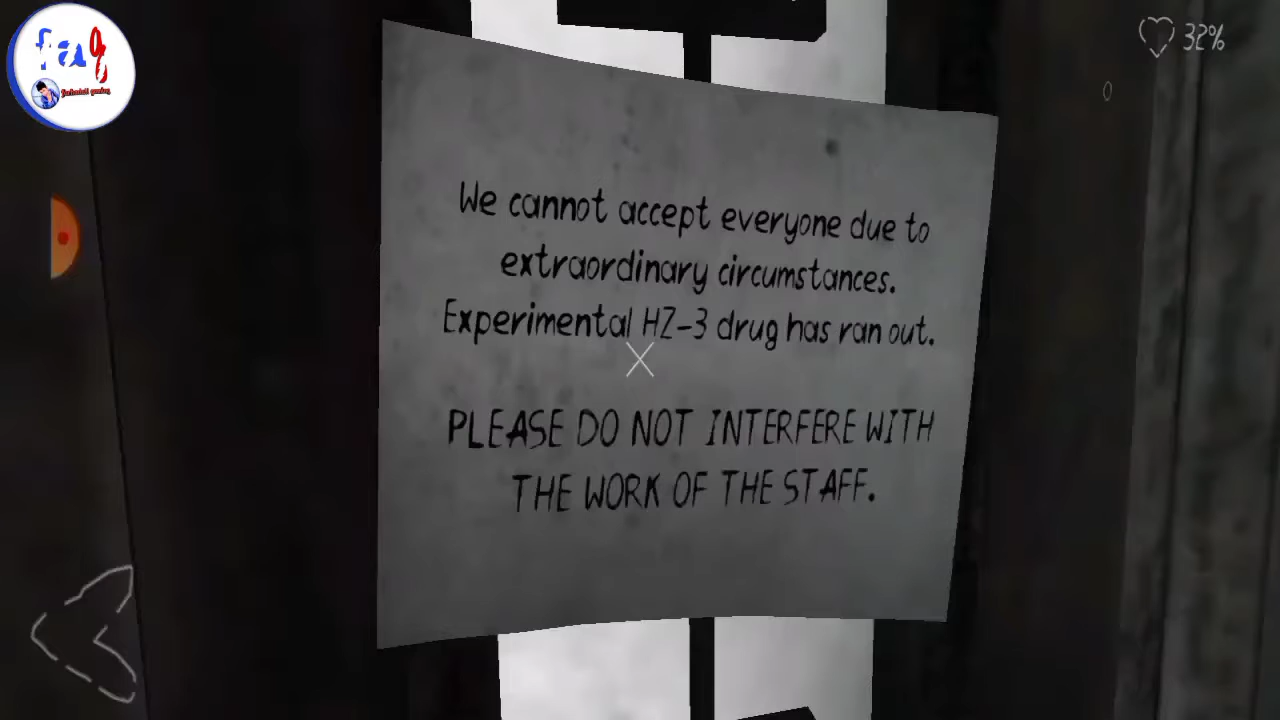 32%
0
We cannot accept everyone due to
extraordinary circumstances.
Experimental HZ-3 drug has ran out.
PLEASE DO NOT INTERFERE WITH
THE WORK OF THE STAFF.